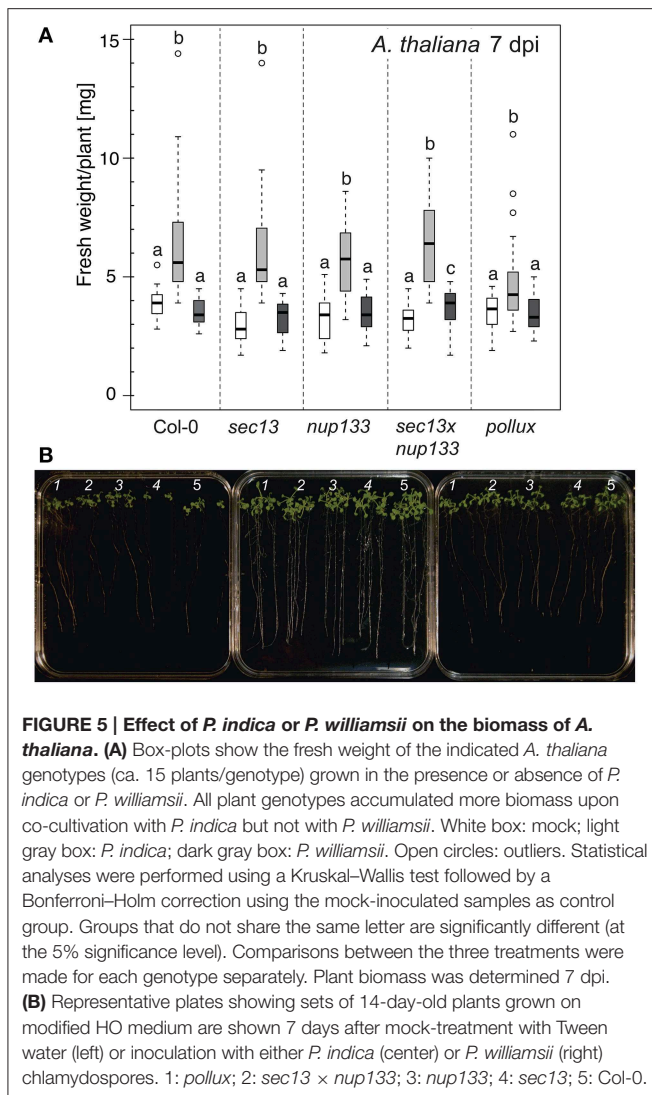 A
A. thaliana 7 dpi
Fresh weight/plant [mg]
15
10
5
0
b
b
b
b
b
a
a
a
a
a
a
a
a
c
a
a
Col-0
sec13
nup133
sec13x
nup133
pollux
B
1 2 3 4 5
1 2 3 4 5
1 2 3 4 5
FIGURE 5 | Effect of P. indica or P. williamsii on the biomass of A.
thaliana. (A) Box-plots show the fresh weight of the indicated A. thaliana
genotypes (ca. 15 plants/genotype) grown in the presence or absence of P.
indica or P. williamsii. All plant genotypes accumulated more biomass upon
co-cultivation with P. indica but not with P. williamsii. White box: mock; light
gray box: P. indica; dark gray box: P. williamsii. Open circles: outliers. Statistical
analyses were performed using a Kruskal–Wallis test followed by a
Bonferroni–Holm correction using the mock-inoculated samples as control
group. Groups that do not share the same letter are significantly different (at
the 5% significance level). Comparisons between the three treatments were
made for each genotype separately. Plant biomass was determined 7 dpi.
(B) Representative plates showing sets of 14-day-old plants grown on
modified HO medium are shown 7 days after mock-treatment with Tween
water (left) or inoculation with either P. indica (center) or P. williamsii (right)
chlamydospores. 1: pollux; 2: sec13 × nup133; 3: nup133; 4: sec13; 5: Col-0.